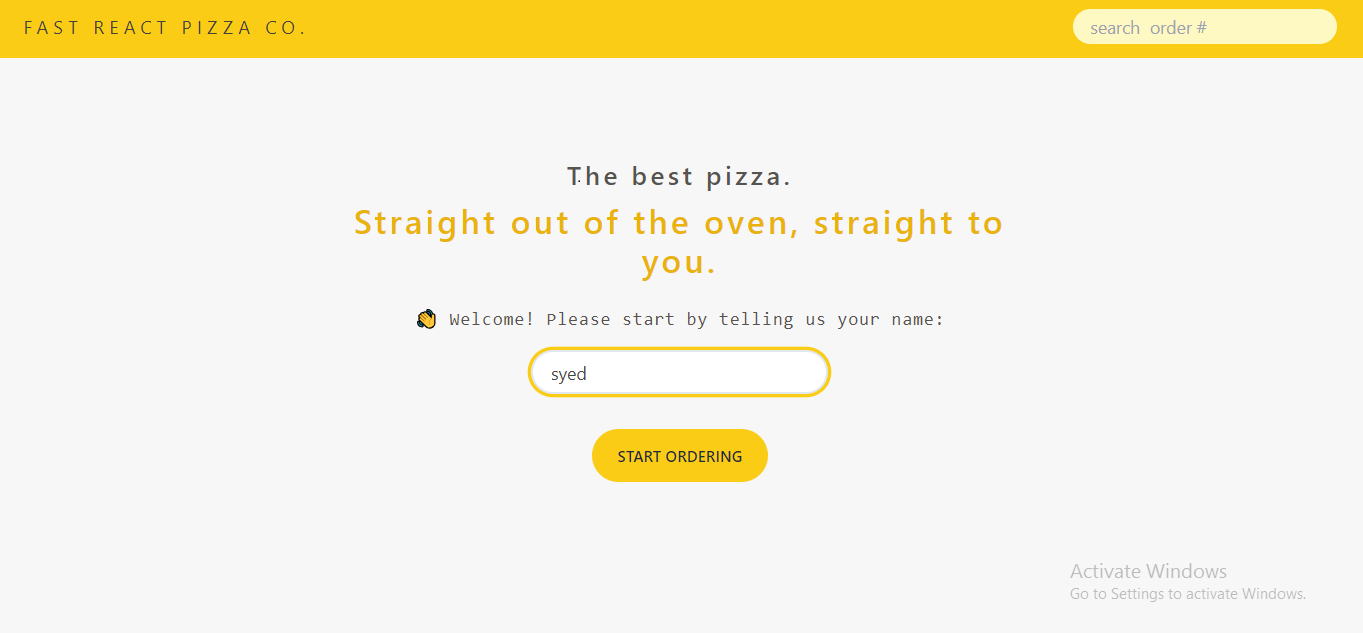 FAST REACT PIZZA CO.
search order #
The best pizza.
Straight out of the oven, straight to
you.
👋 Welcome! Please start by telling us your name:
syed
START ORDERING
Activate Windows
Go to Settings to activate Windows.